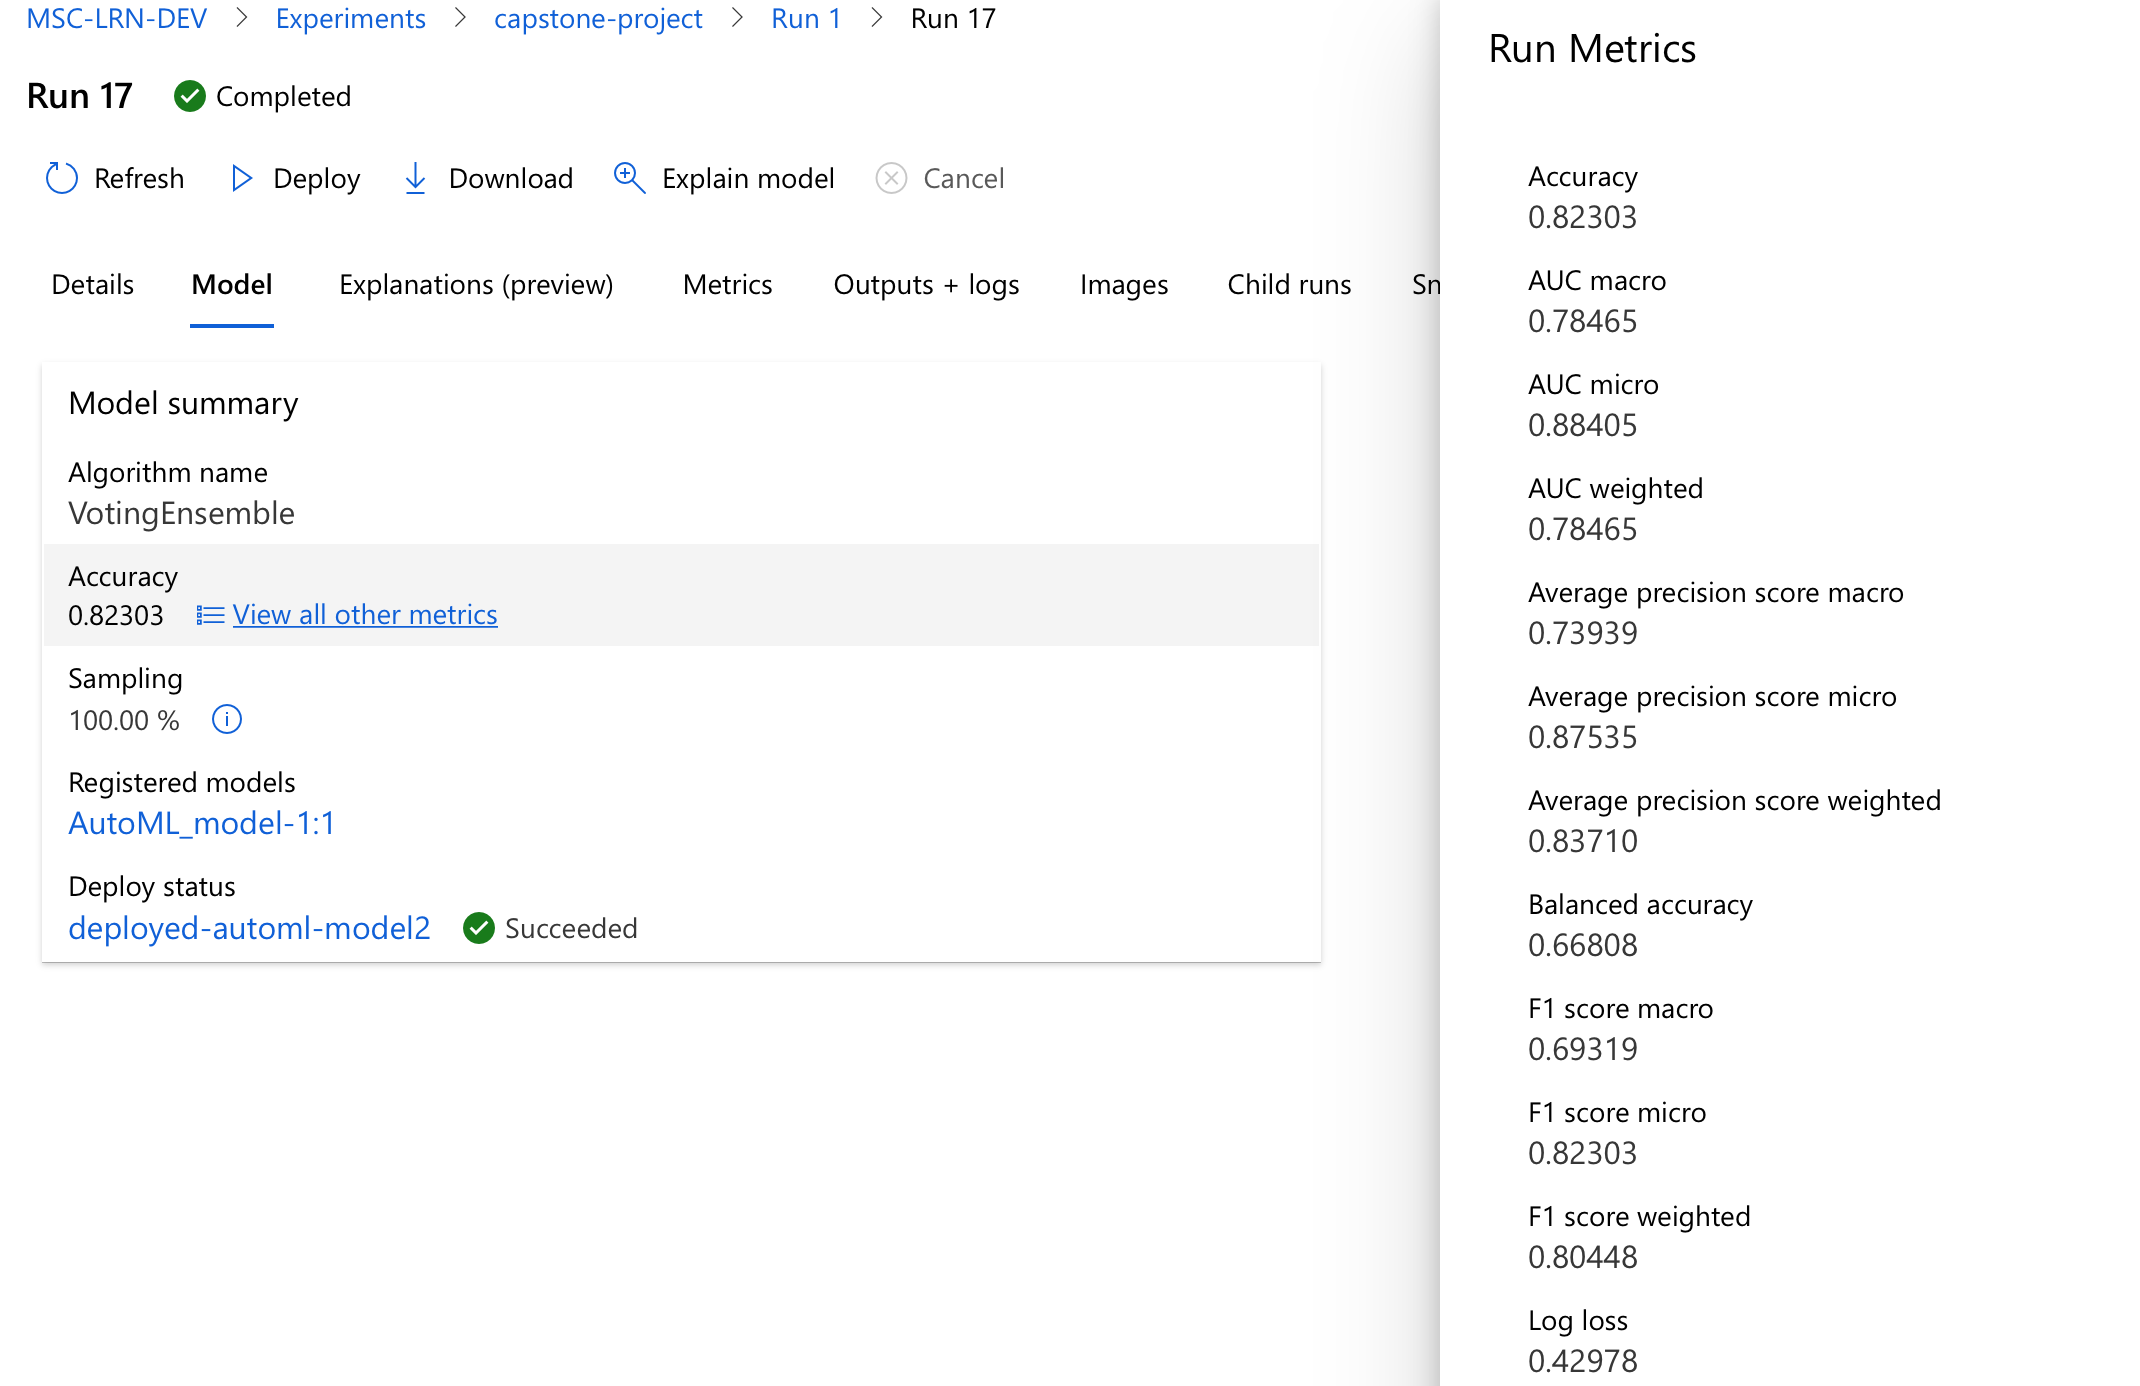 MSC-LRN-DEV > Experiments > capstone-project > Run 1 > Run 17
Run 17 Completed
Refresh Deploy Download Explain model Cancel
Details Model Explanations (preview) Metrics Outputs + logs Images Child runs Sn
Model summary
Algorithm name
VotingEnsemble
Accuracy
0.82303 View all other metrics
Sampling
100.00 %
Registered models
AutoML_model-1:1
Deploy status
deployed-automl-model2 Succeeded
Run Metrics
Accuracy
0.82303
AUC macro
0.78465
AUC micro
0.88405
AUC weighted
0.78465
Average precision score macro
0.73939
Average precision score micro
0.87535
Average precision score weighted
0.83710
Balanced accuracy
0.66808
F1 score macro
0.69319
F1 score micro
0.82303
F1 score weighted
0.80448
Log loss
0.42978